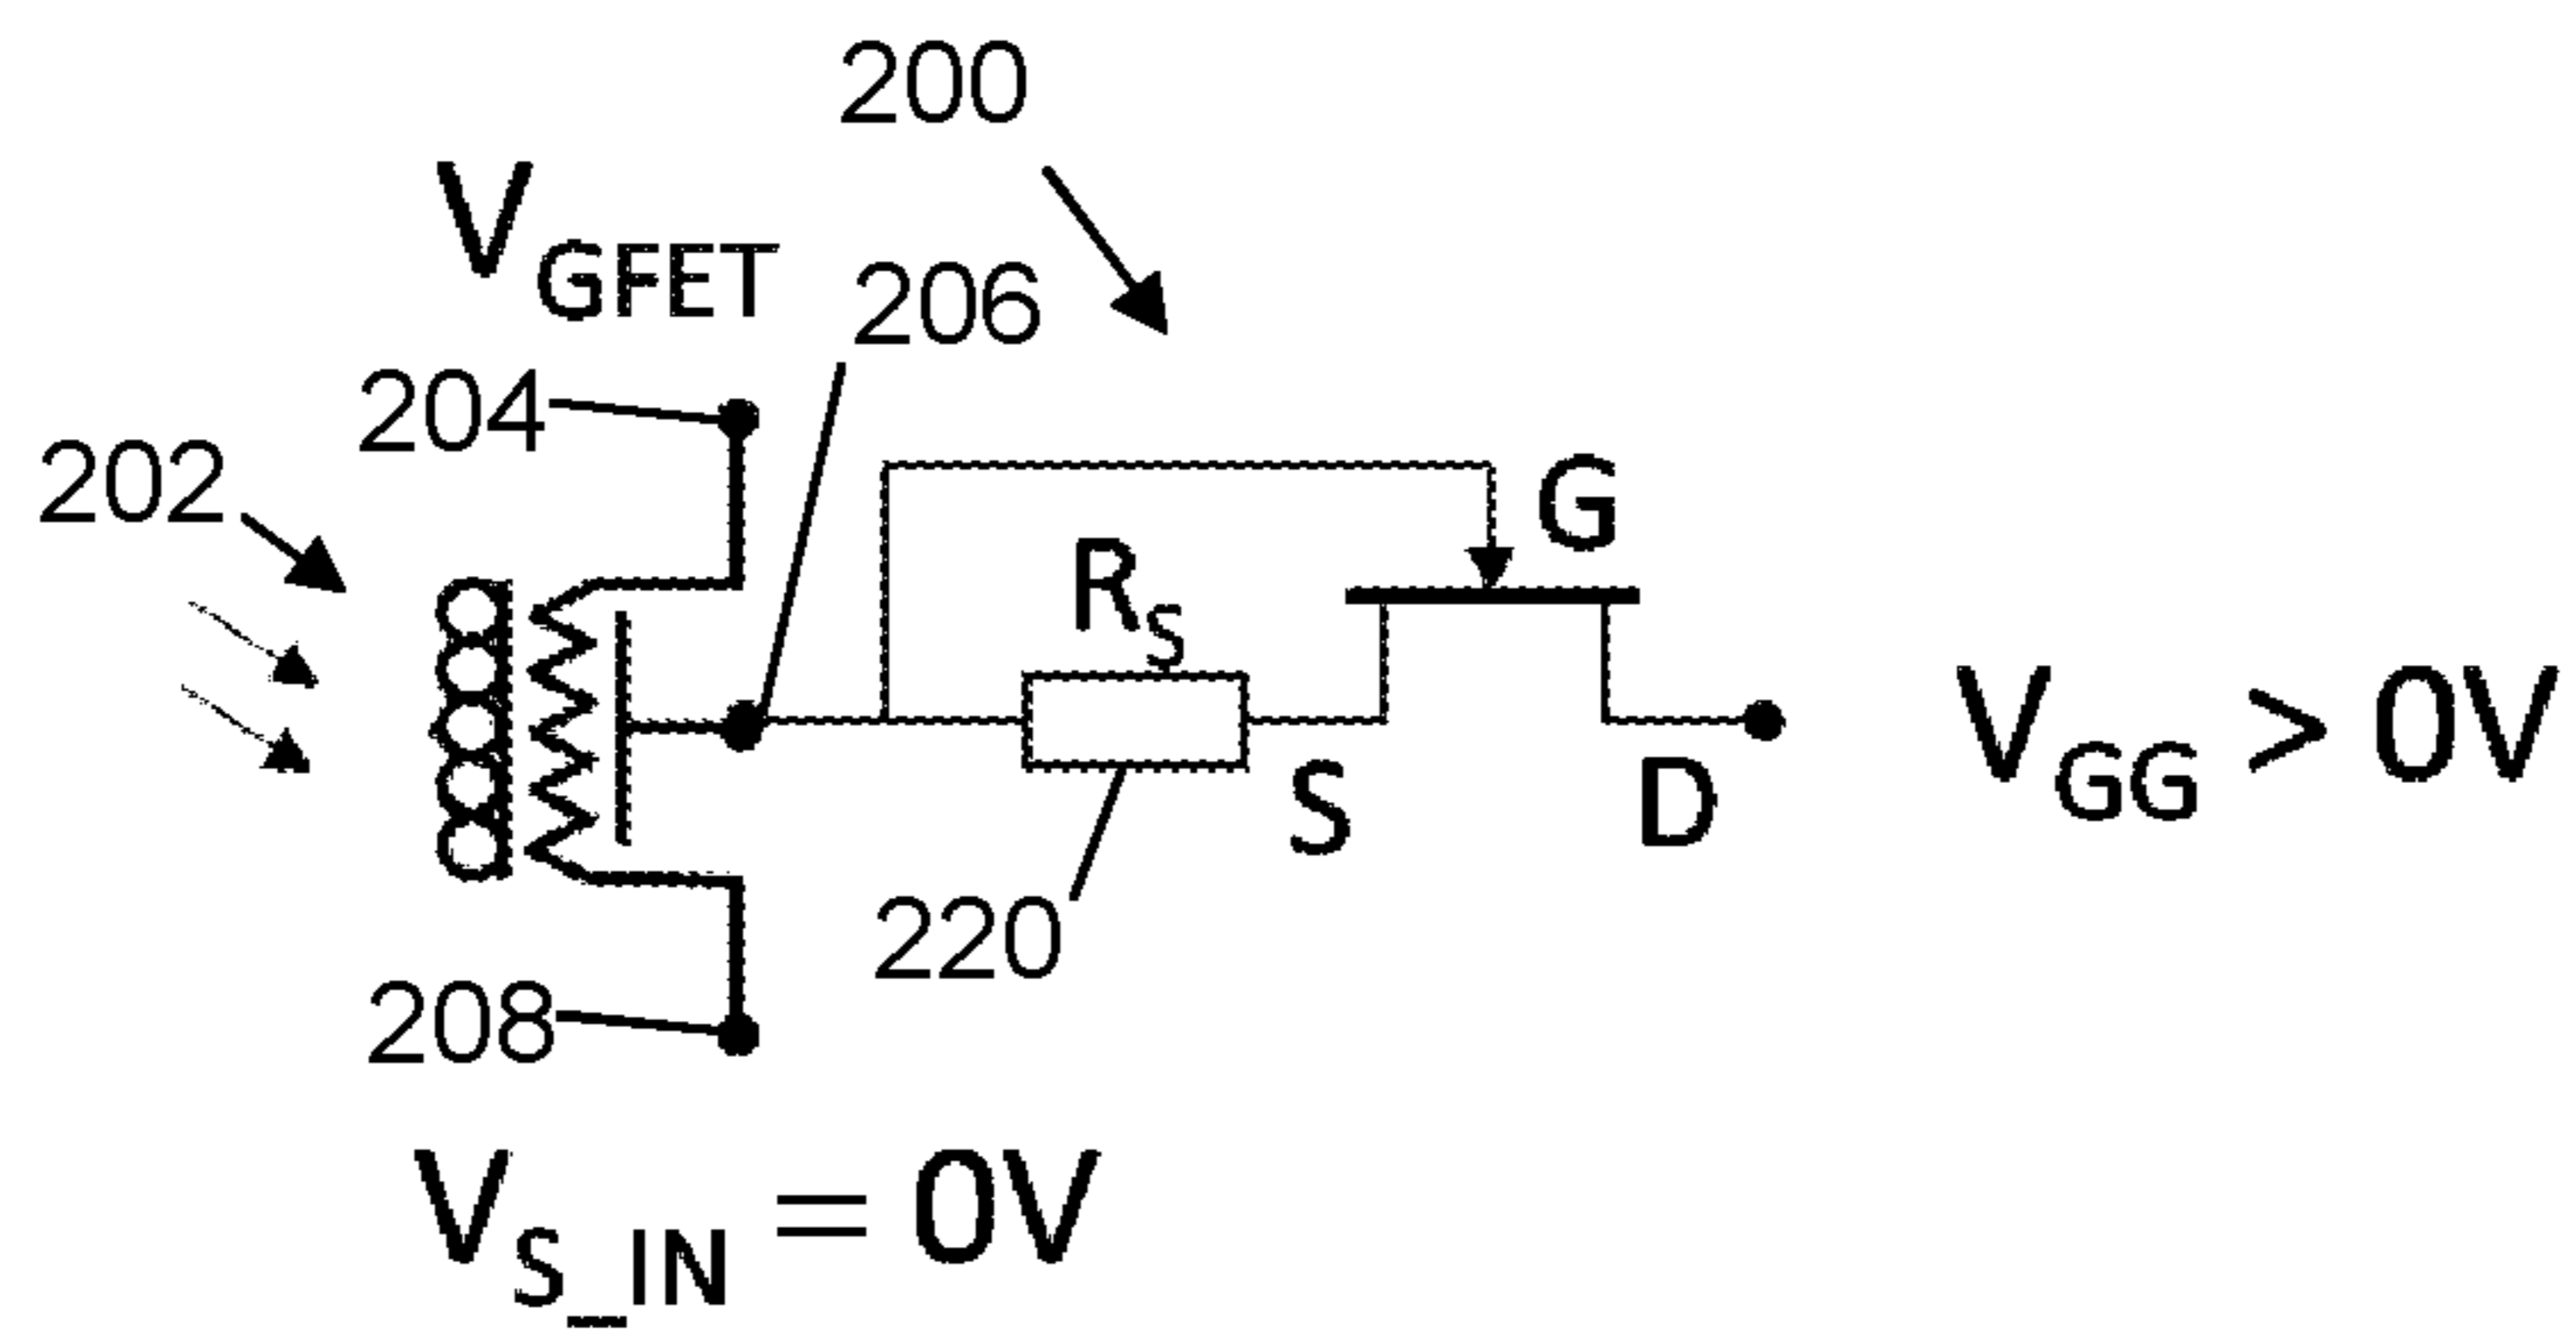 200
V_GFET
206
204
202
G
R_S
V_GG > 0V
S
D
220
208
V_S_IN = 0V